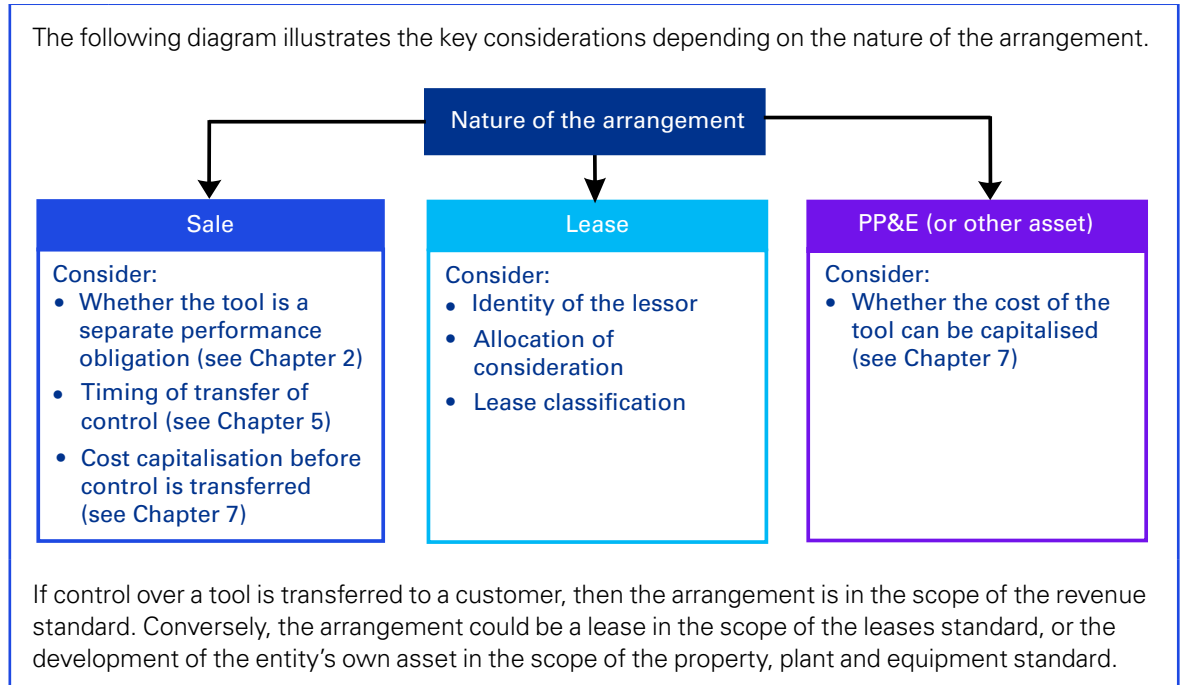 The following diagram illustrates the key considerations depending on the nature of the arrangement.
Nature of the arrangement
Sale
Consider:
• Whether the tool is a
separate performance
obligation (see Chapter 2)
• Timing of transfer of
control (see Chapter 5)
• Cost capitalisation before
control is transferred
(see Chapter 7)
Lease
Consider:
• Identity of the lessor
• Allocation of
consideration
• Lease classification
PP&E (or other asset)
Consider:
• Whether the cost of the
tool can be capitalised
(see Chapter 7)
If control over a tool is transferred to a customer, then the arrangement is in the scope of the revenue
standard. Conversely, the arrangement could be a lease in the scope of the leases standard, or the
development of the entity’s own asset in the scope of the property, plant and equipment standard.